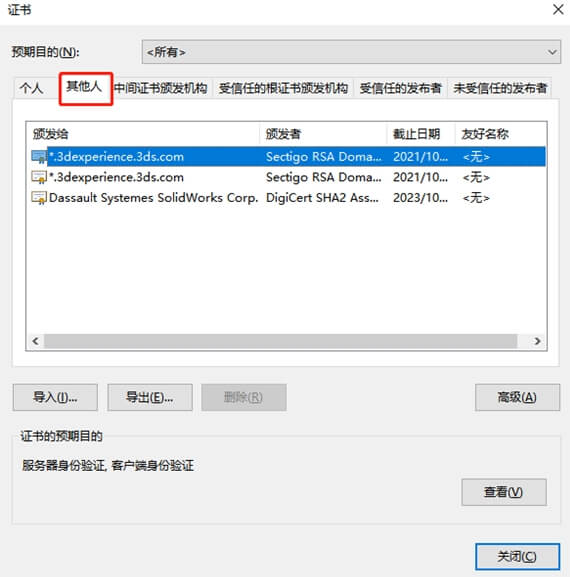 证书
预期目的(N): <所有>
个人 其他人 中间证书颁发机构 受信任的根证书颁发机构 受信任的发布者 未受信任的发布者
颁发给 颁发者 截止日期 友好名称
*.3dexperience.3ds.com Sectigo RSA Doma... 2021/10... <无>
*.3dexperience.3ds.com Sectigo RSA Doma... 2021/10... <无>
Dassault Systemes SolidWorks Corp. DigiCert SHA2 Ass... 2023/10... <无>
导入(I)... 导出(E)... 删除(R) 高级(A)
证书的预期目的
服务器身份验证, 客户端身份验证
查看(V)
关闭(C)